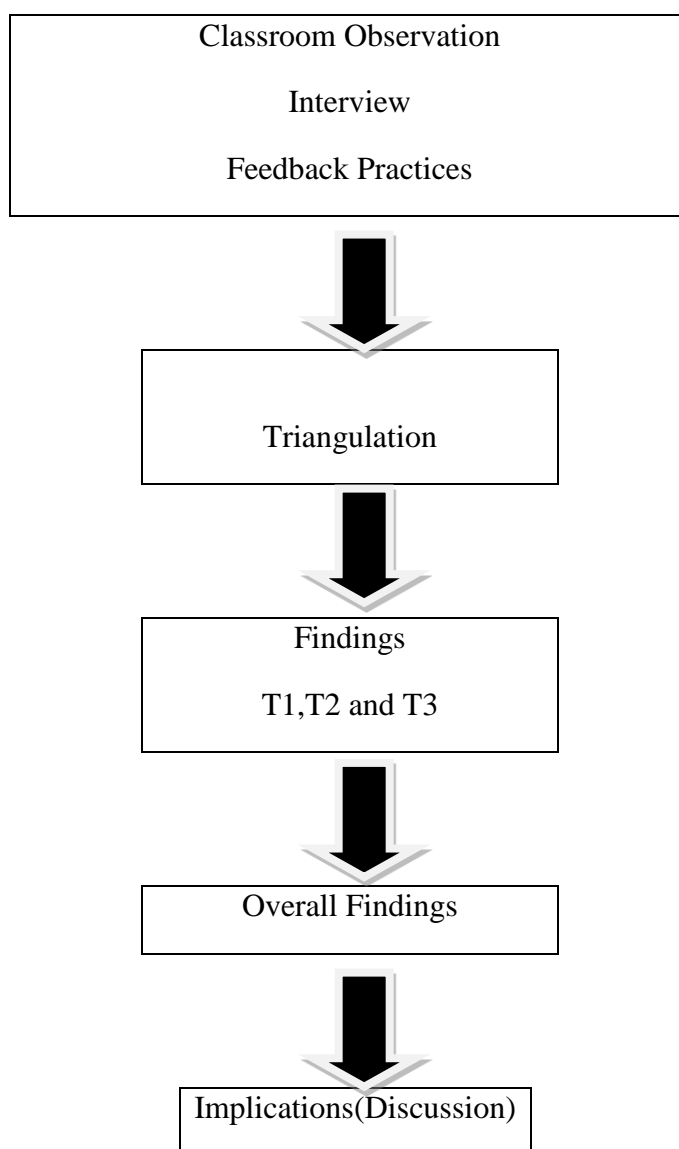 Classroom Observation
Interview
Feedback Practices
Triangulation
Findings
T1,T2 and T3
Overall Findings
Implications(Discussion)